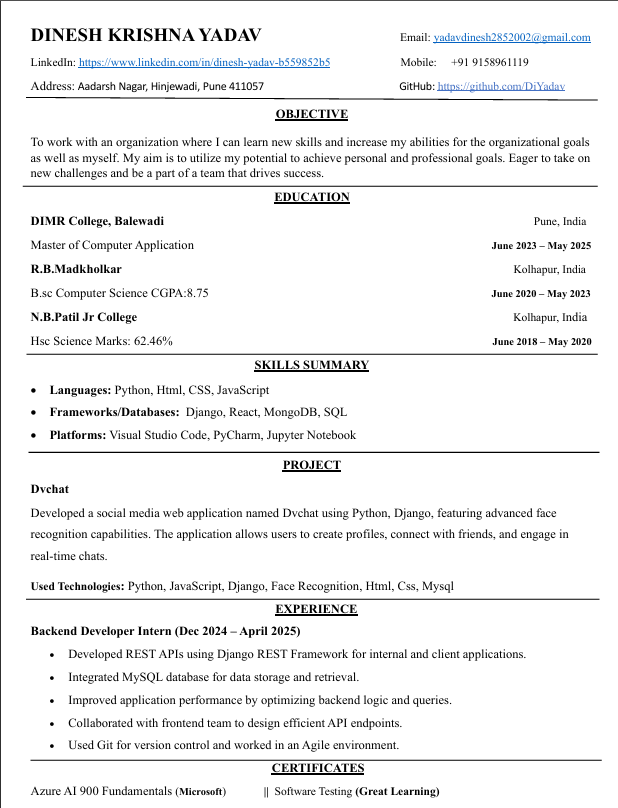 DINESH KRISHNA YADAV Email: yadavdinesh2852002@gmail.com
LinkedIn: https://www.linkedin.com/in/dinesh-yadav-b559852b5 Mobile: +91 9158961119
Address: Aadarsh Nagar, Hinjewadi, Pune 411057 GitHub: https://github.com/DjYadav
OBJECTIVE
To work with an organization where I can learn new skills and increase my abilities for the organizational goals
as well as myself. My aim is to utilize my potential to achieve personal and professional goals. Eager to take on
new challenges and be a part of a team that drives success.
EDUCATION
DIMR College, Balewadi Pune, India
Master of Computer Application June 2023 – May 2025
R.B.Madkholkar Kolhapur, India
B.sc Computer Science CGPA:8.75 June 2020 – May 2023
N.B.Patil Jr College Kolhapur, India
Hsc Science Marks: 62.46% June 2018 – May 2020
SKILLS SUMMARY
• Languages: Python, Html, CSS, JavaScript
• Frameworks/Databases: Django, React, MongoDB, SQL
• Platforms: Visual Studio Code, PyCharm, Jupyter Notebook
PROJECT
Dvchat
Developed a social media web application named Dvchat using Python, Django, featuring advanced face
recognition capabilities. The application allows users to create profiles, connect with friends, and engage in
real-time chats.
Used Technologies: Python, JavaScript, Django, Face Recognition, Html, Css, Mysql
EXPERIENCE
Backend Developer Intern (Dec 2024 – April 2025)
• Developed REST APIs using Django REST Framework for internal and client applications.
• Integrated MySQL database for data storage and retrieval.
• Improved application performance by optimizing backend logic and queries.
• Collaborated with frontend team to design efficient API endpoints.
• Used Git for version control and worked in an Agile environment.
CERTIFICATES
Azure AI 900 Fundamentals (Microsoft) || Software Testing (Great Learning)